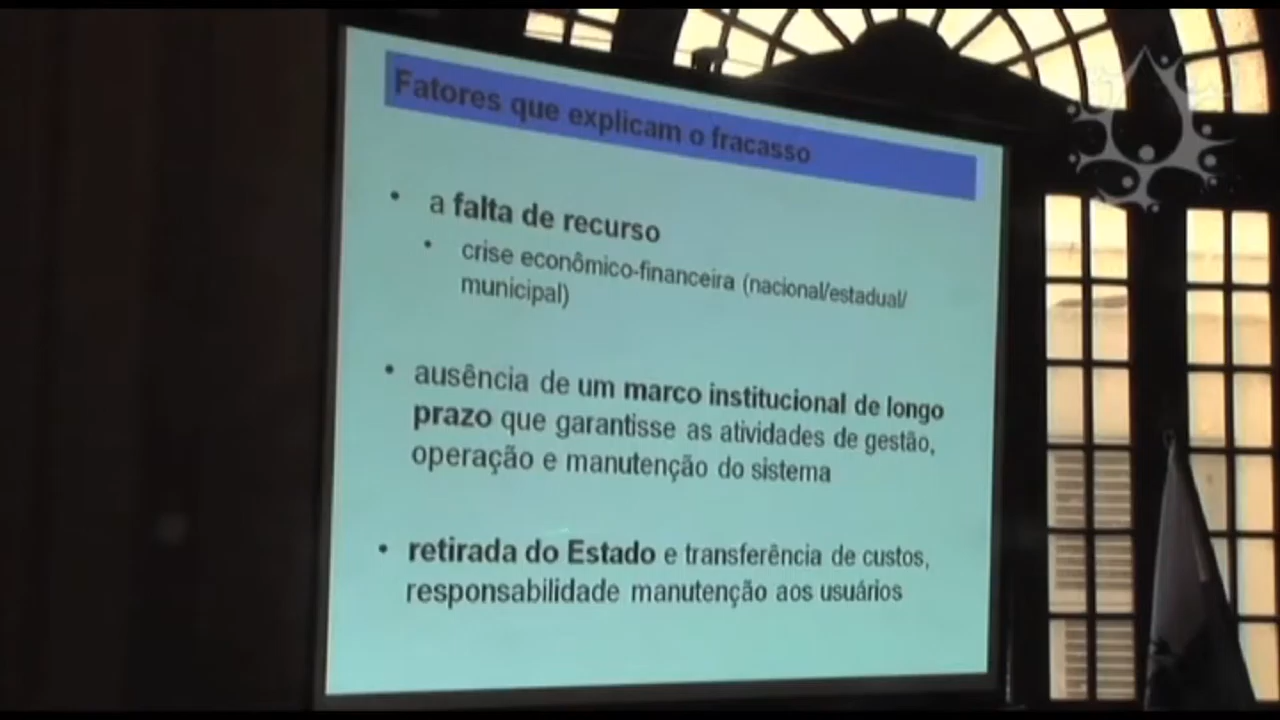 Fatores que explicam o fracasso
• a falta de recurso
• crise econômico-financeira (nacional/estadual/
municipal)
• ausência de um marco institucional de longo
prazo que garantisse as atividades de gestão,
operação e manutenção do sistema
• retirada do Estado e transferência de custos,
responsabilidade manutenção aos usuários